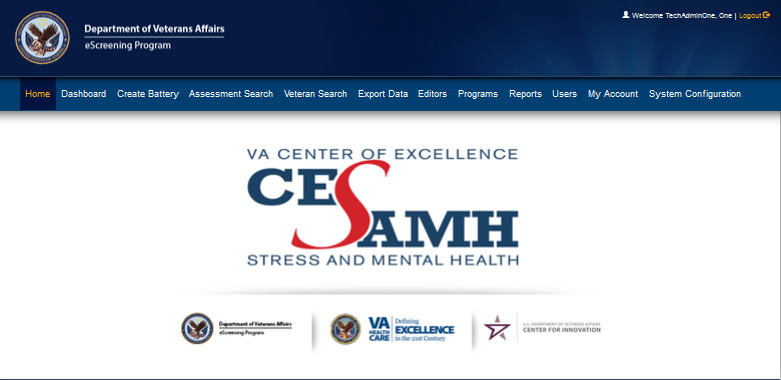 Department of Veterans Affairs
eScreening Program
Welcome TechAdminOne, One | Logout
Home Dashboard Create Battery Assessment Search Veteran Search Export Data Editors Programs Reports Users My Account System Configuration
VA CENTER OF EXCELLENCE
CESAMH
STRESS AND MENTAL HEALTH
Department of Veterans Affairs
eScreening Program
VA
HEALTH
CARE
Defining
EXCELLENCE
in the 21st Century
U.S. DEPARTMENT OF VETERANS AFFAIRS
CENTER FOR INNOVATION